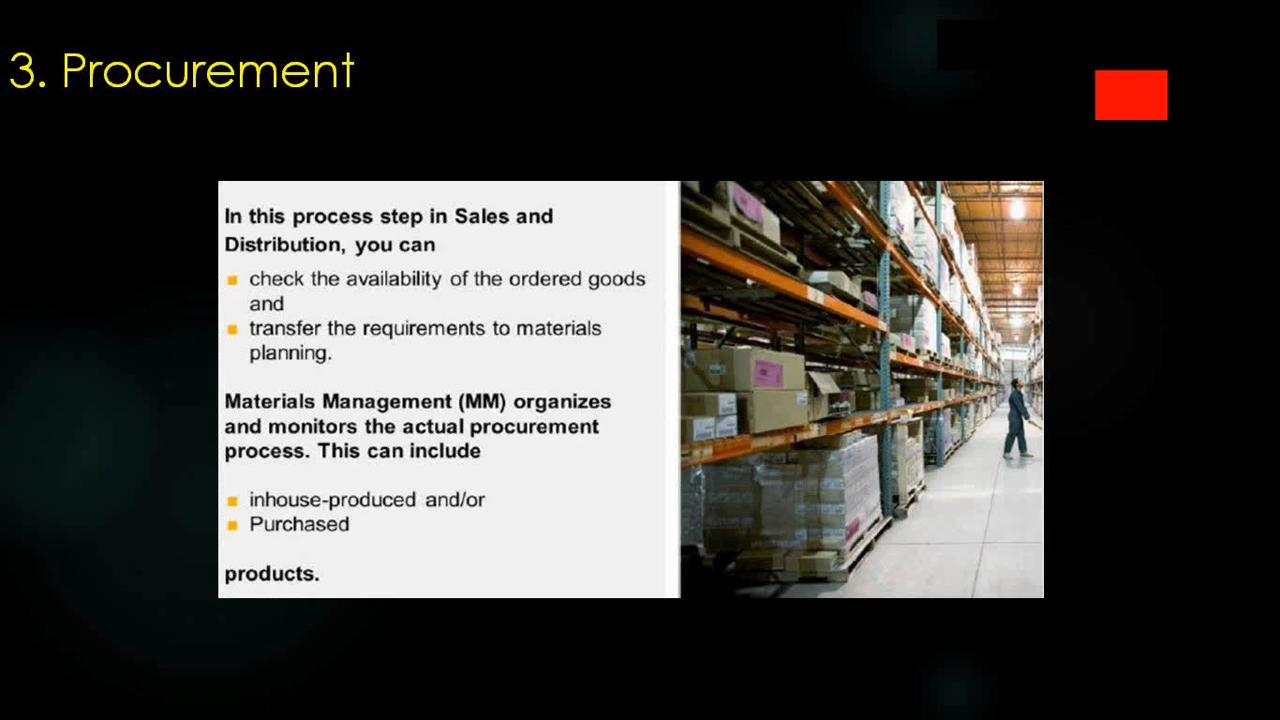 3. Procurement
In this process step in Sales and
Distribution, you can
check the availability of the ordered goods
and
transfer the requirements to materials
planning.
Materials Management (MM) organizes
and monitors the actual procurement
process. This can include
inhouse-produced and/or
Purchased
products.